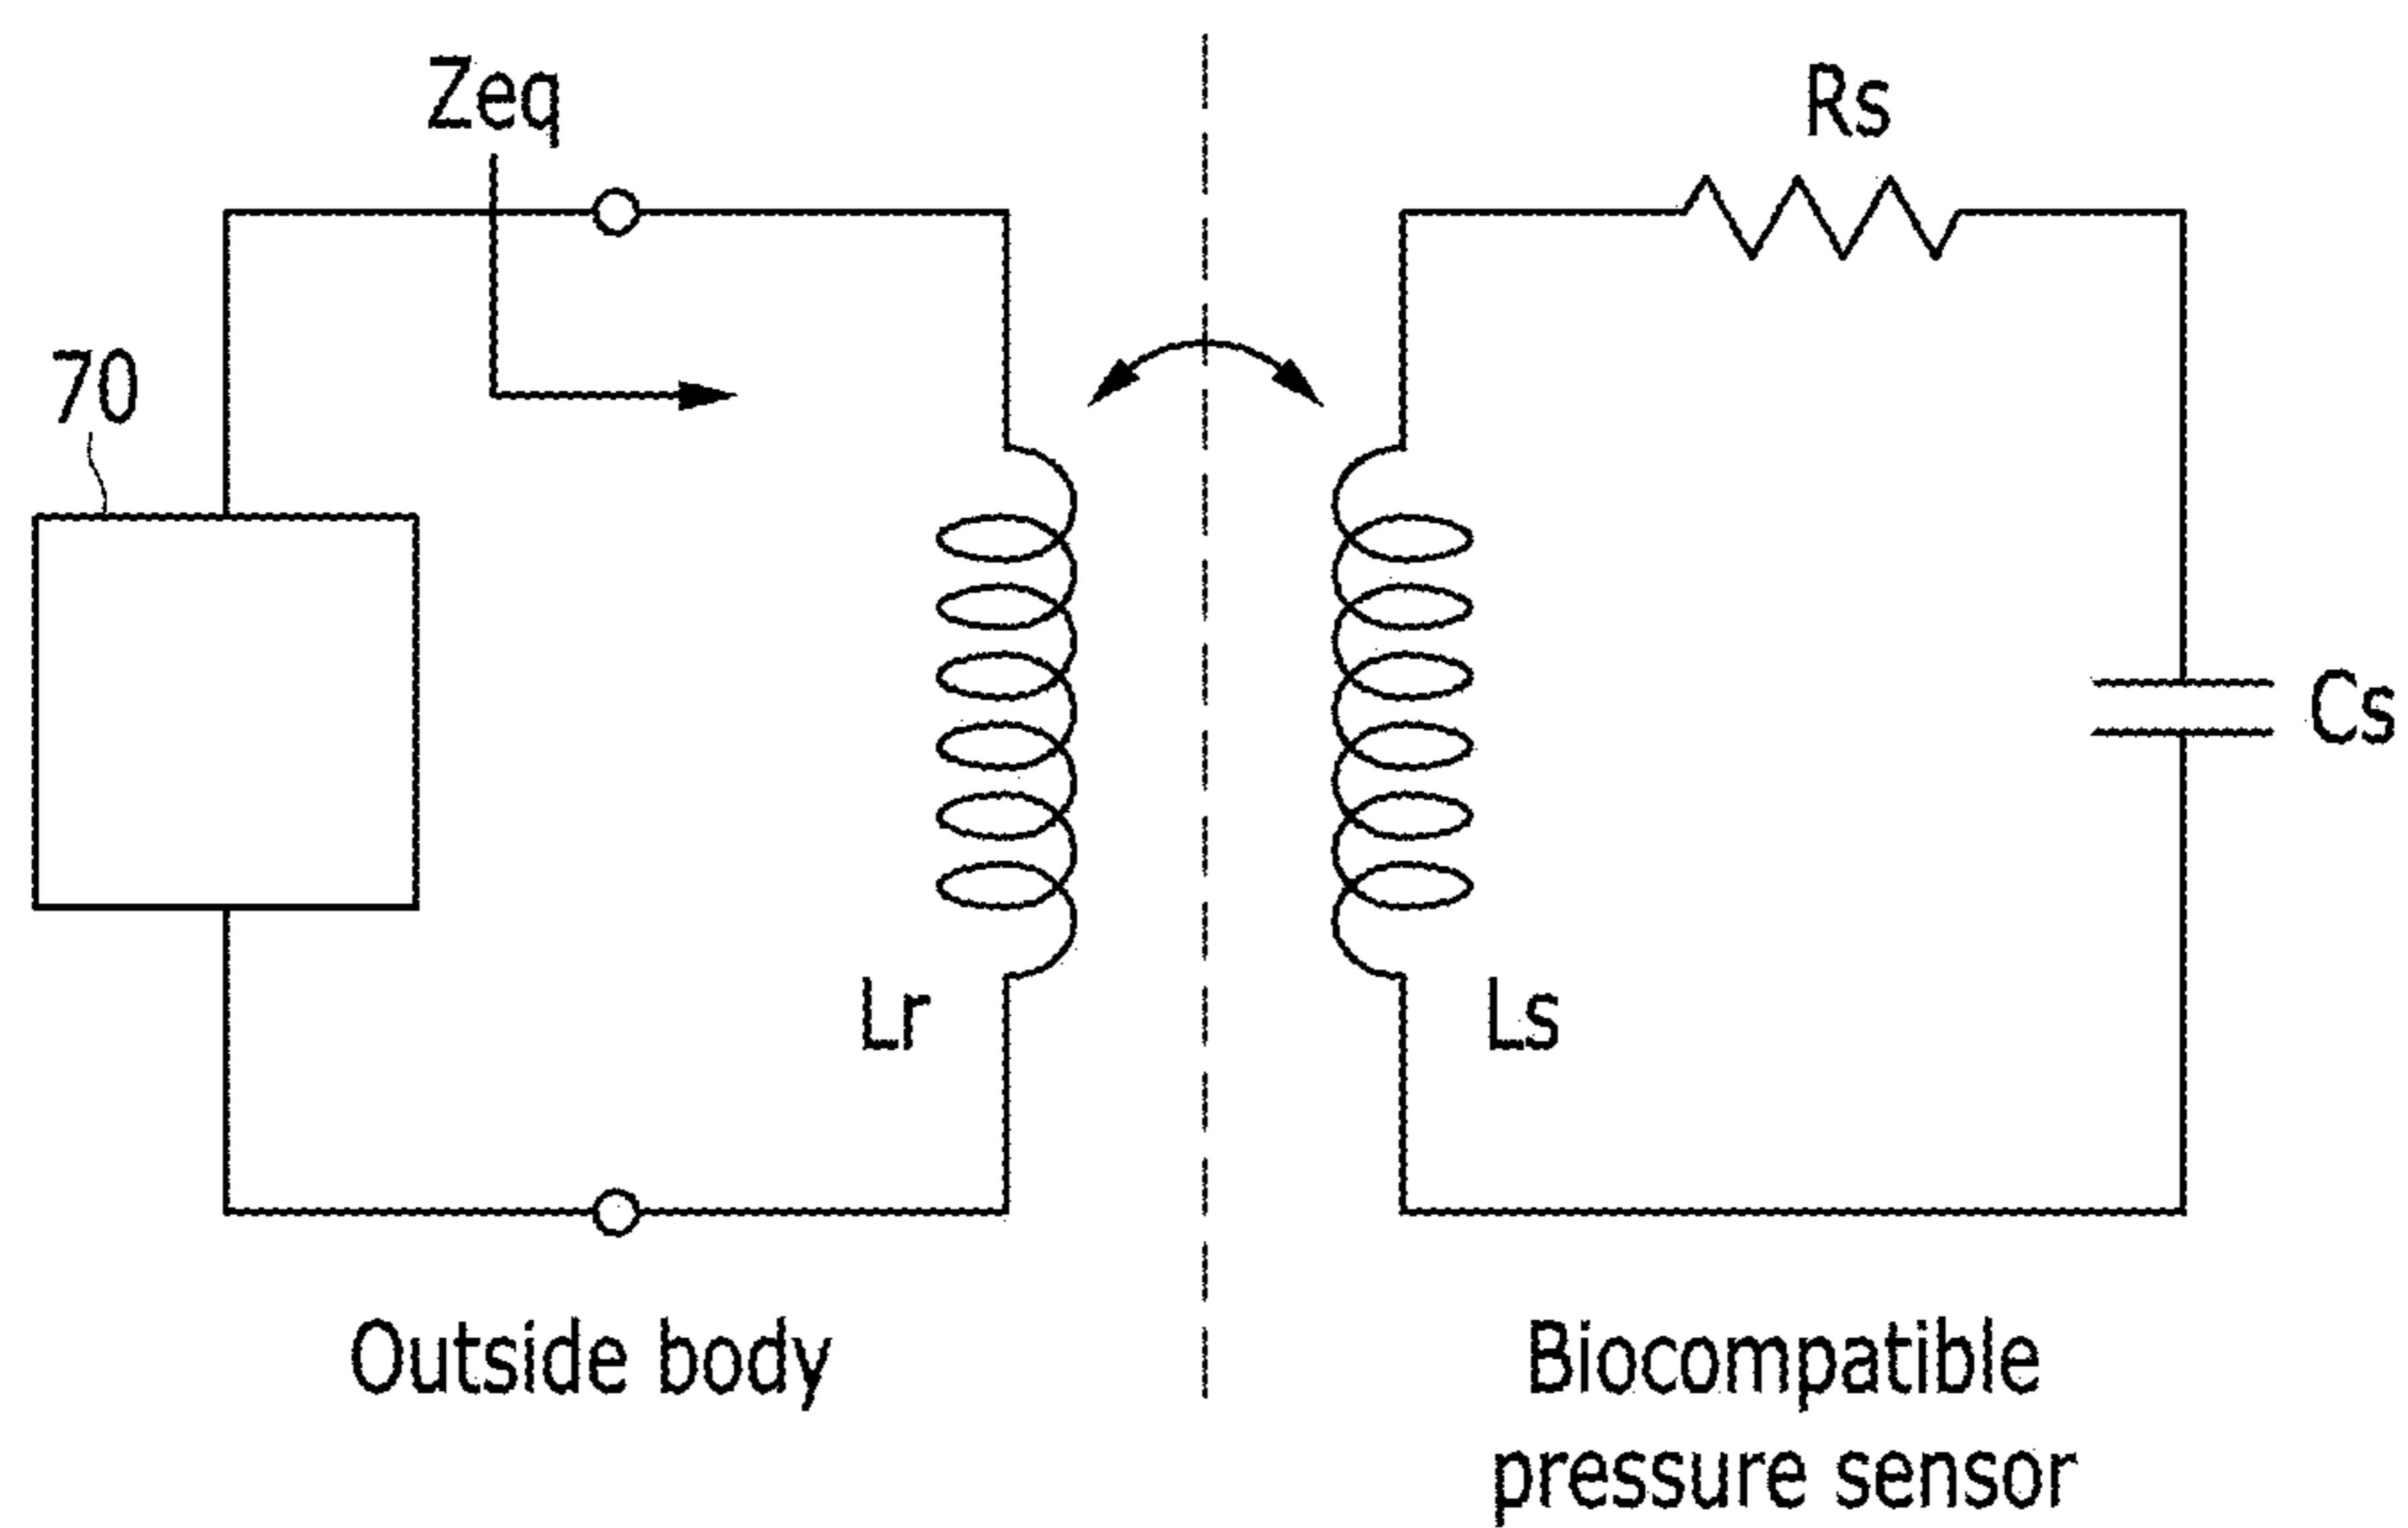 Zeq
Rs
70
Cs
Lr
Ls
Outside body
Biocompatible
pressure sensor